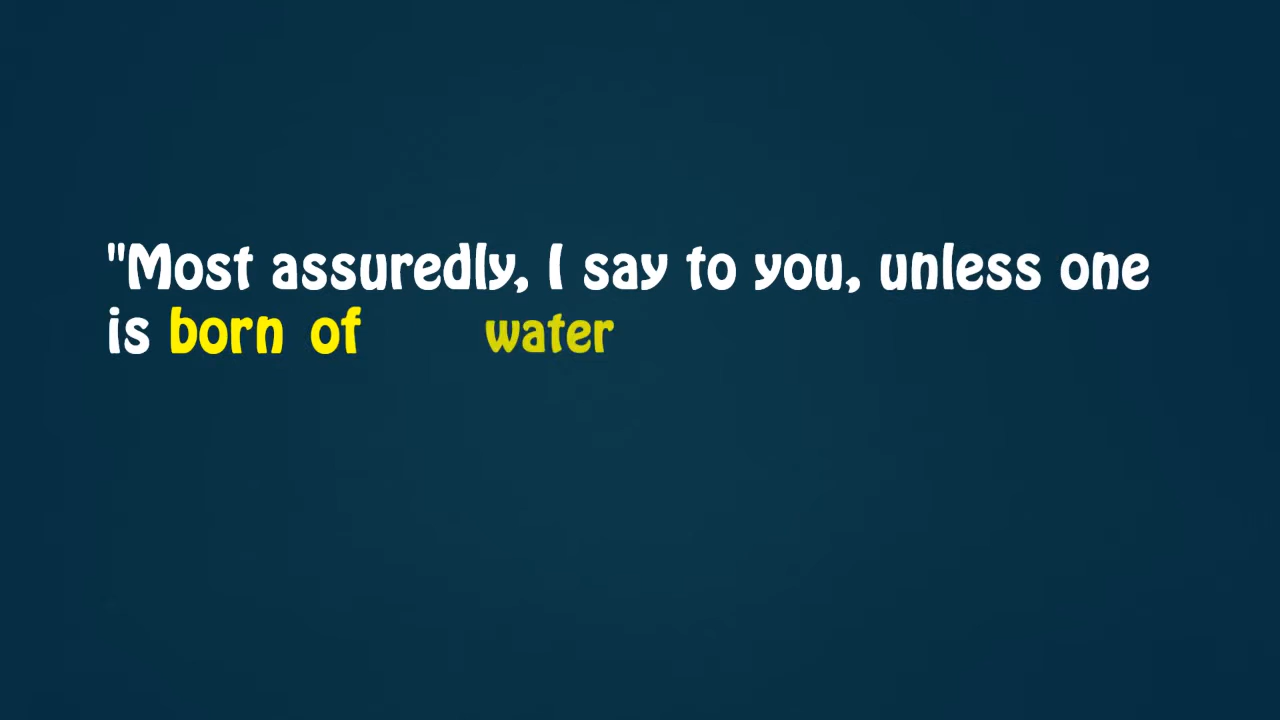 "Most assuredly, I say to you, unless one
is born of water